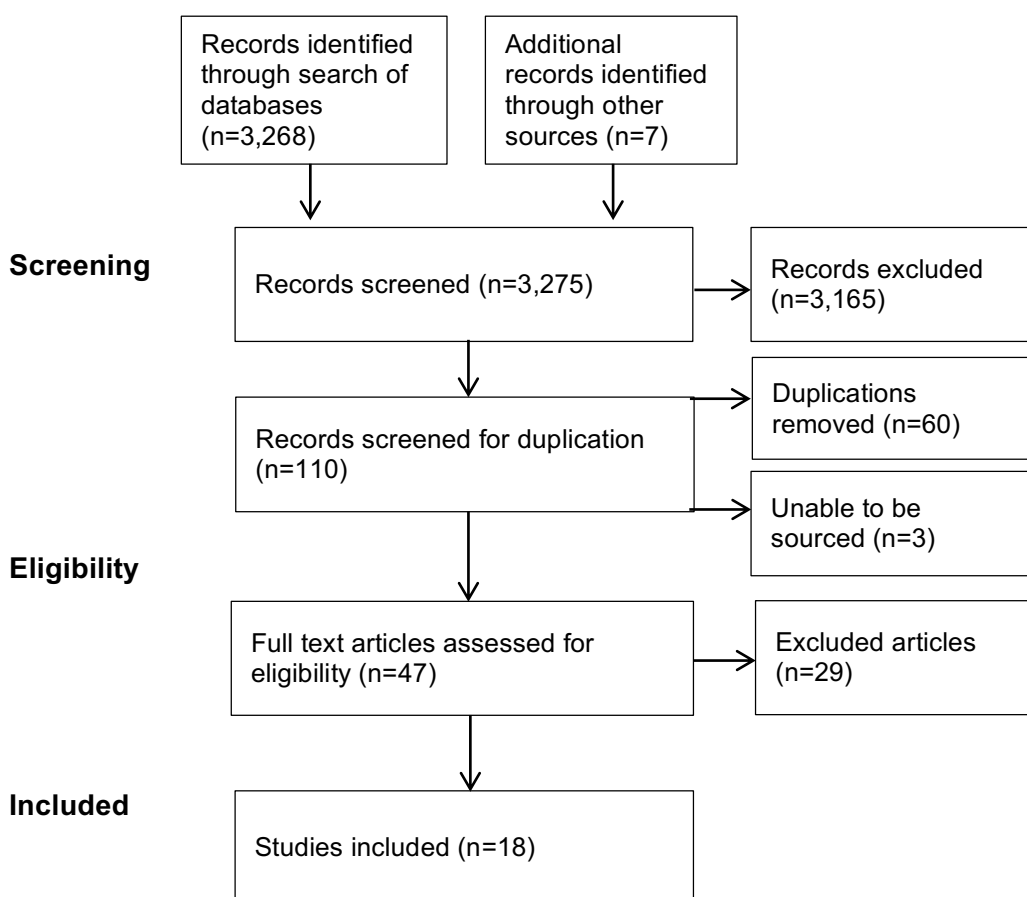 Records identified
through search of
databases
(n=3,268)
Additional
records identified
through other
sources (n=7)
Screening
Records screened (n=3,275)
Records excluded
(n=3,165)
Records screened for duplication
(n=110)
Duplications
removed (n=60)
Unable to be
sourced (n=3)
Eligibility
Full text articles assessed for
eligibility (n=47)
Excluded articles
(n=29)
Included
Studies included (n=18)